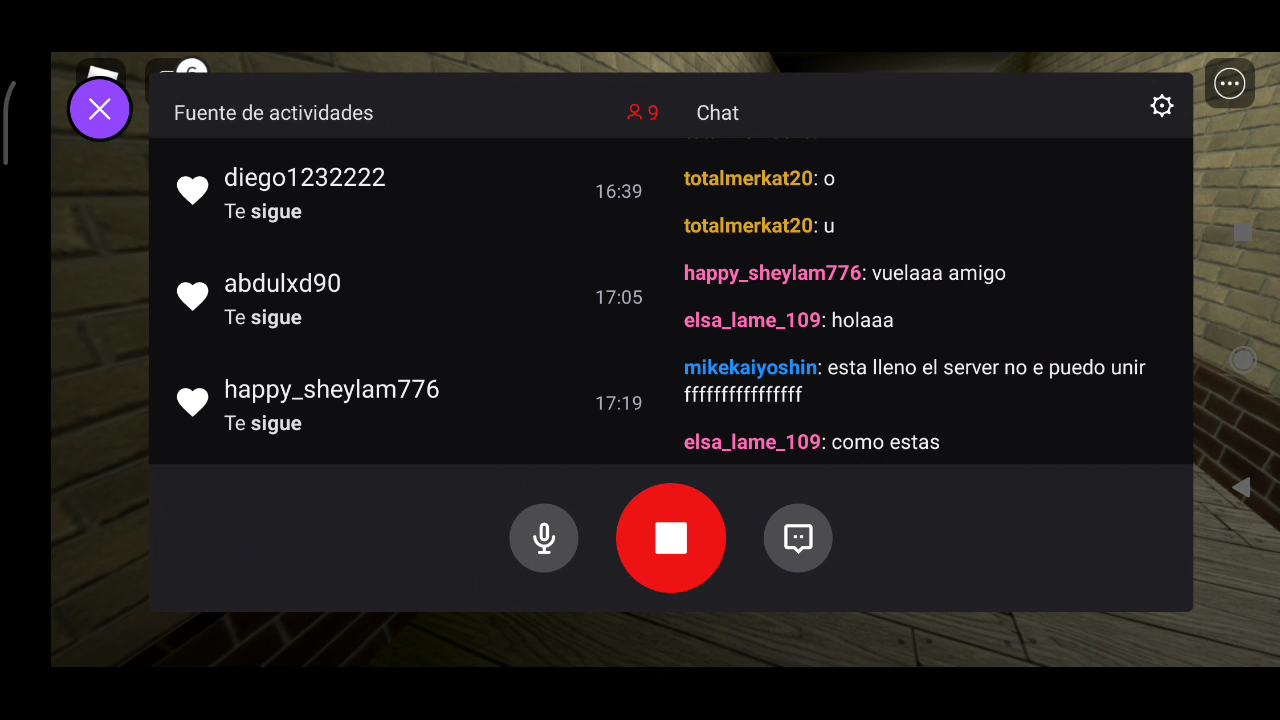 Fuente de actividades
9
Chat
diego1232222
Te sigue
16:39
abdulxd90
Te sigue
17:05
happy_sheylam776
Te sigue
17:19
totalmerkat20: o
totalmerkat20: u
happy_sheylam776: vuelaaa amigo
elsa_lame_109: holaaa
mikekaiyoshin: esta lleno el server no e puedo unir
ffffffffffffffff
elsa_lame_109: como estas